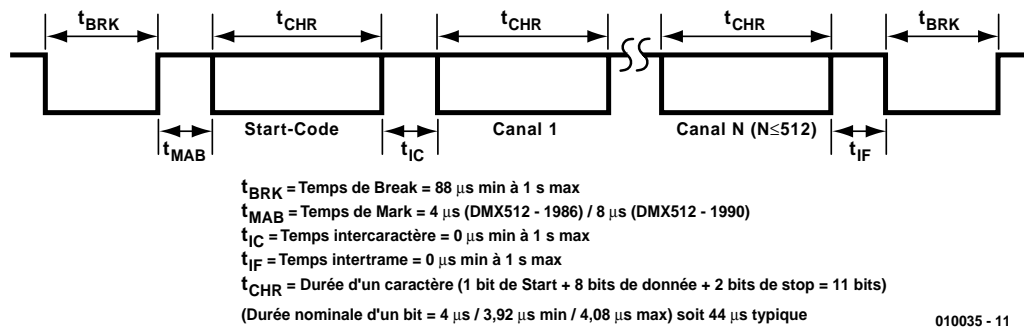 tBRK tCHR tCHR tCHR tBRK
Start-Code Canal 1 Canal N (N≤512)
tMAB tIC tIF
tBRK = Temps de Break = 88 μs min à 1 s max
tMAB = Temps de Mark = 4 μs (DMX512 - 1986) / 8 μs (DMX512 - 1990)
tIC = Temps intercaractère = 0 μs min à 1 s max
tIF = Temps intertrame = 0 μs min à 1 s max
tCHR = Durée d'un caractère (1 bit de Start + 8 bits de donnée + 2 bits de stop = 11 bits)
(Durée nominale d'un bit = 4 μs / 3,92 μs min / 4,08 μs max) soit 44 μs typique
010035 - 11